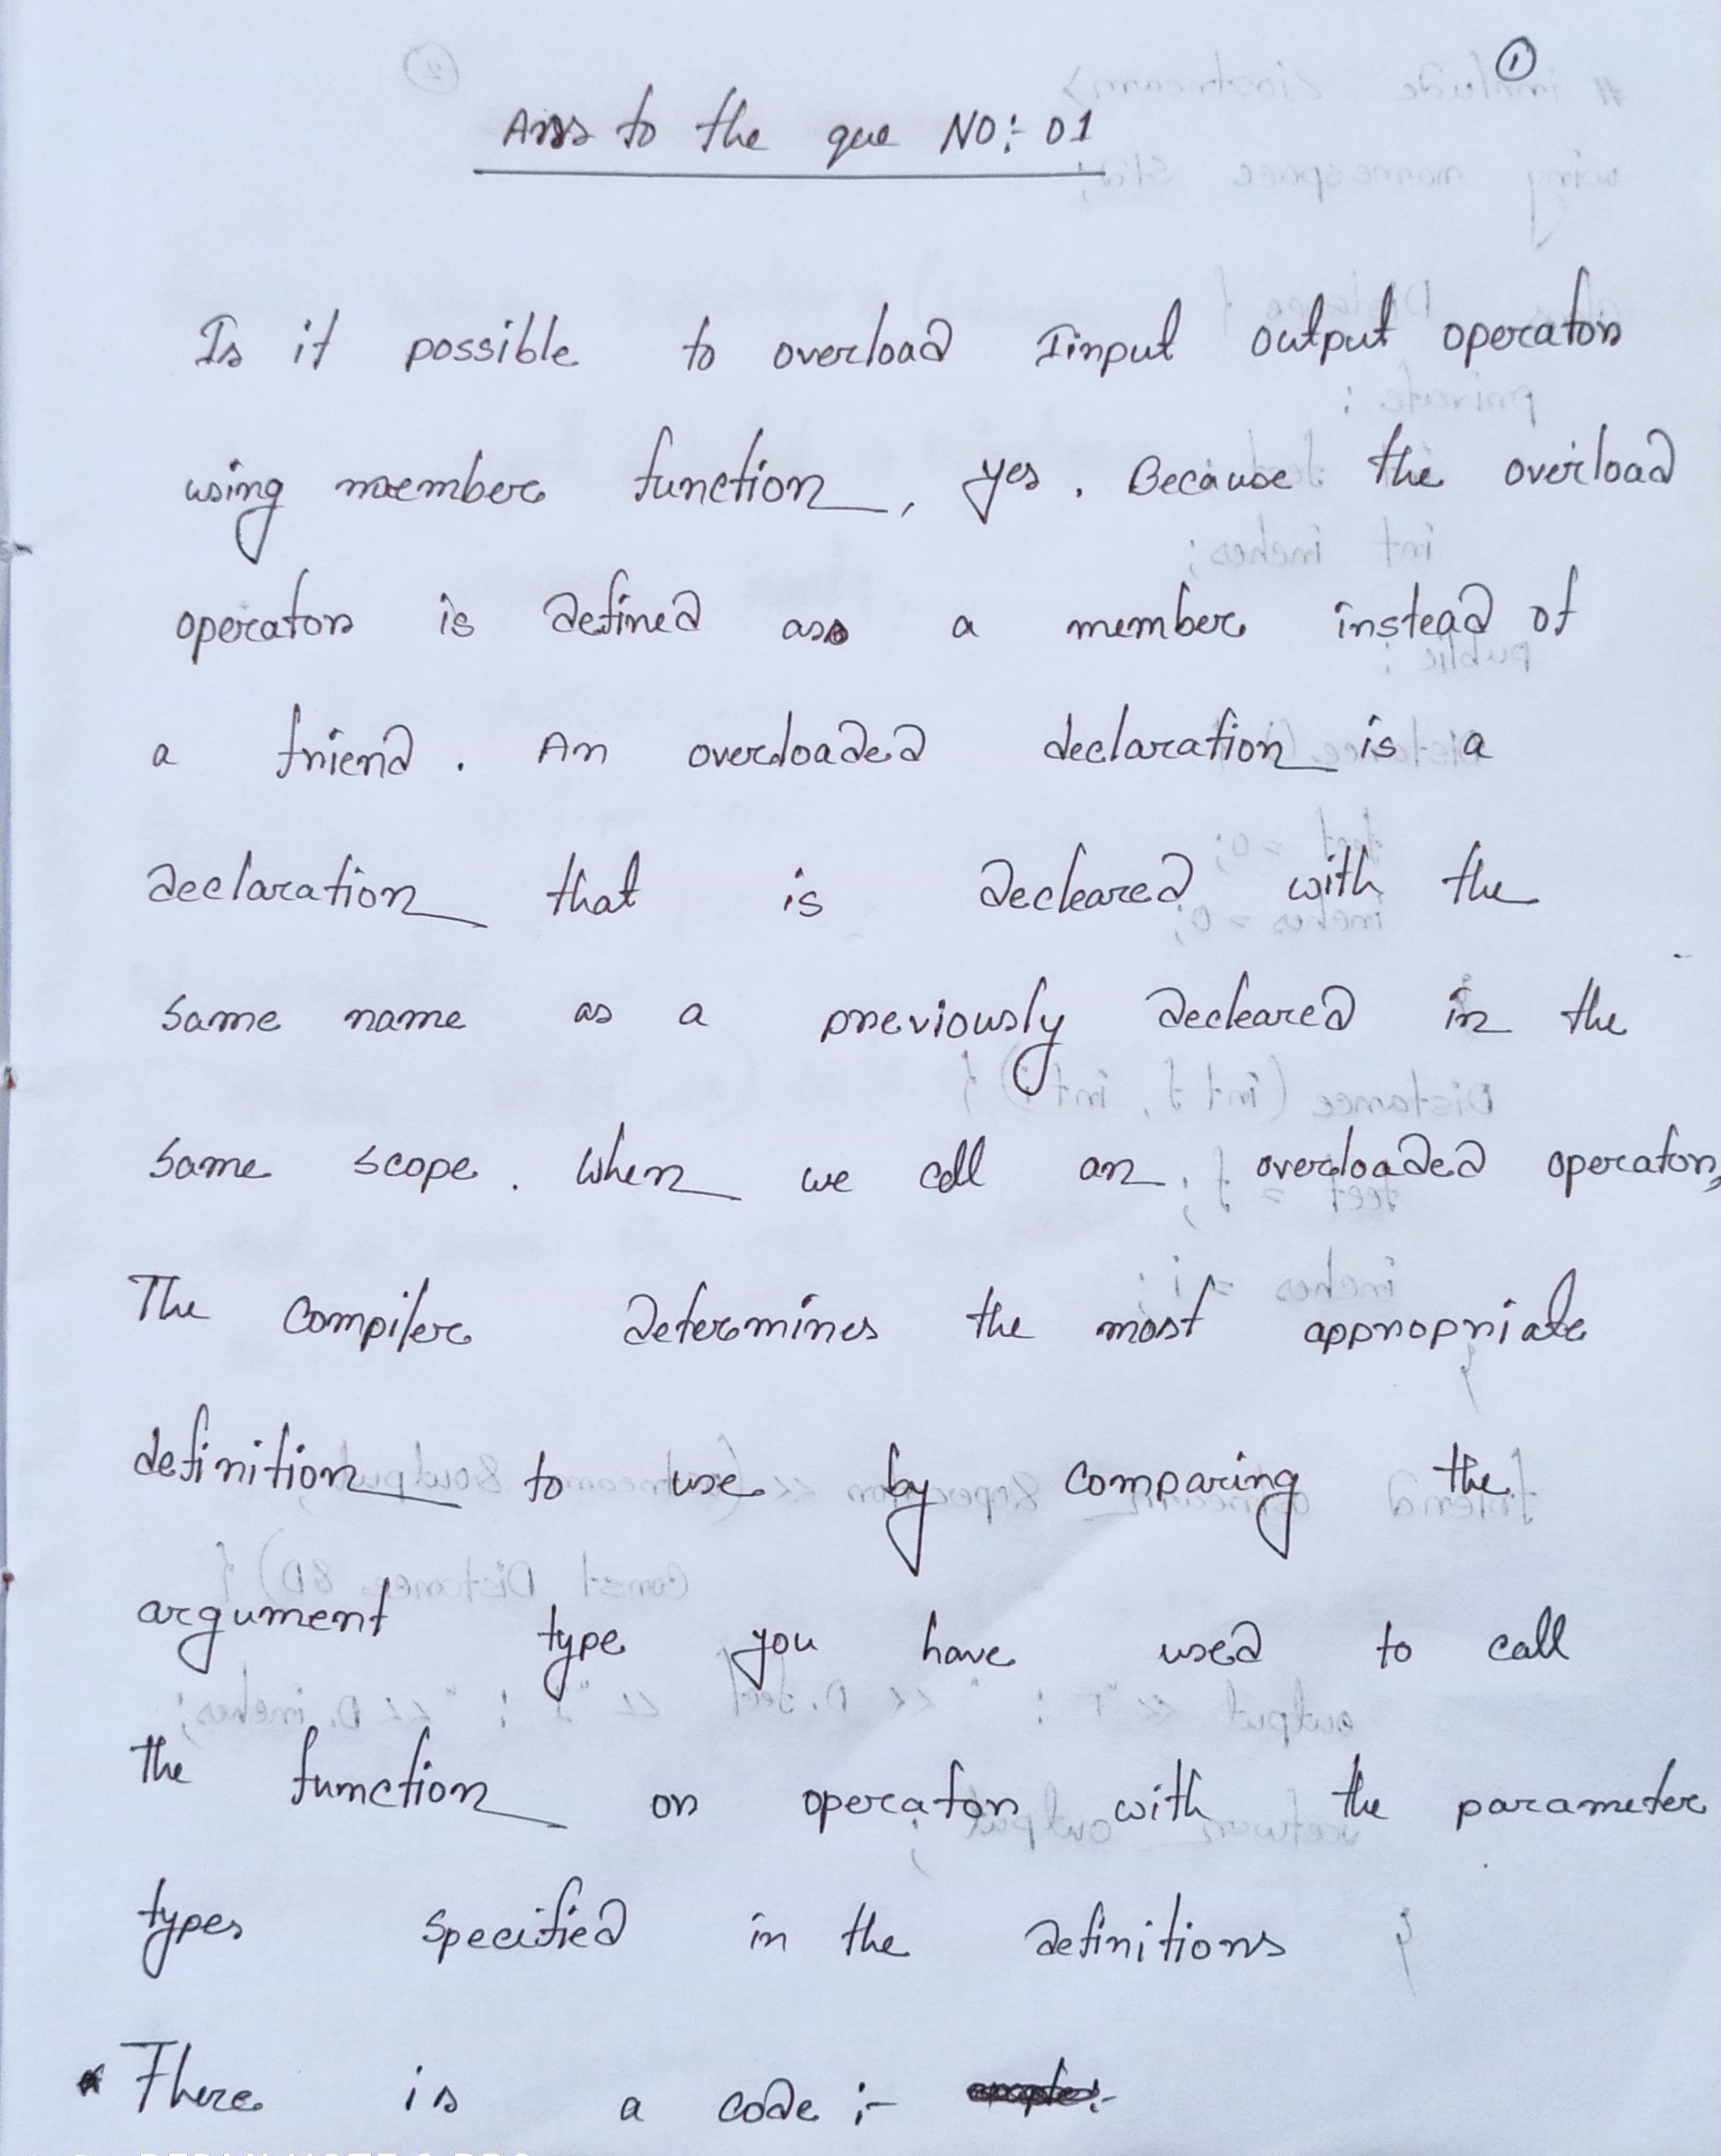 1
Ans to the que NO:- 01
Is it possible to overload Iinput output operator
using member function, yes. Because the overload
operator is defined as a member instead of
a friend. An overloaded declaration is a
declaration that is decleared with the
same name as a previously decleared in the
same scope. When we call an overloaded operator,
The compiler determines the most appropriate
definition to use by comparing the
argument type you have used to call
the function or operator with the parameter
types specified in the definitions
There is a code :-